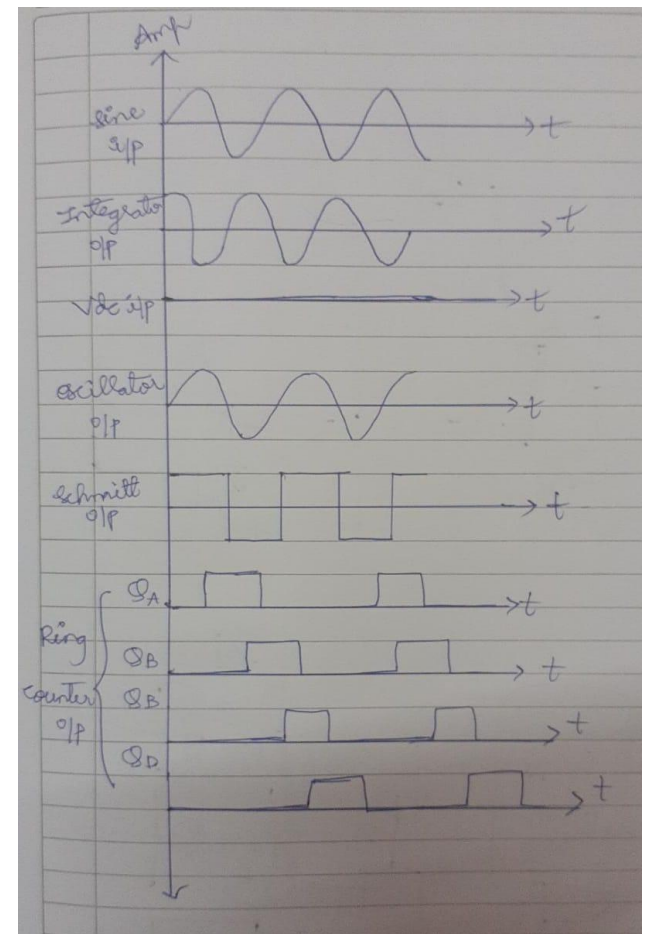 Amp
sine
i/p
t
Integrator
o/p
t
Vdc i/p
t
oscillator
o/p
t
Schmitt
o/p
t
QA
t
Ring
QB
t
counter
QB
o/p
t
QD
t